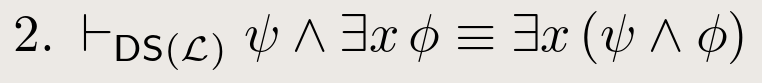 2. ⊢DS(ℒ) ψ ∧ ∃x ϕ ≡ ∃x (ψ ∧ ϕ)